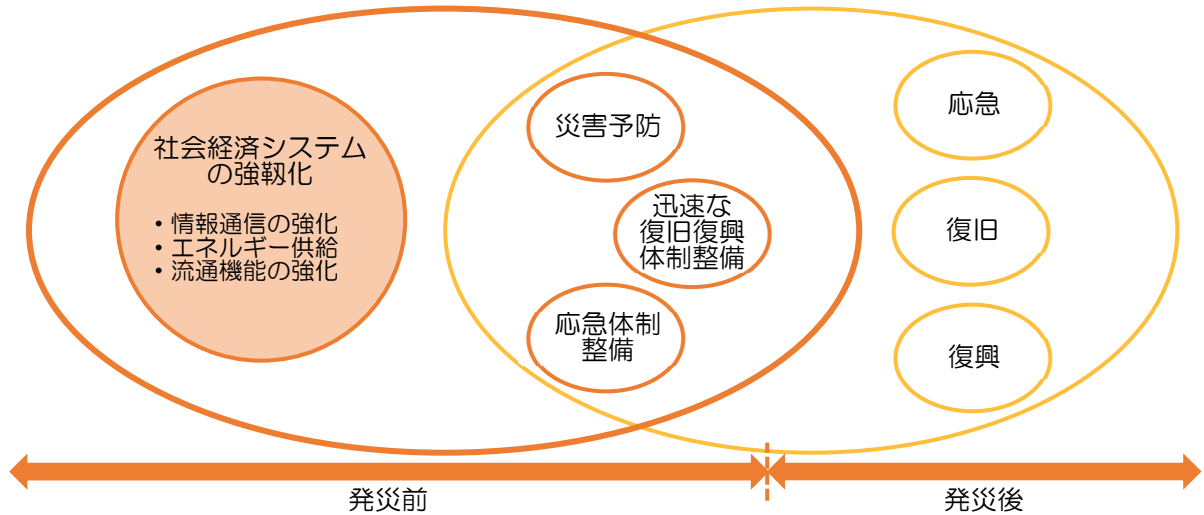 社会経済システム
の強靱化
・情報通信の強化
・エネルギー供給
・流通機能の強化
災害予防
迅速な
復旧復興
体制整備
応急体制
整備
応急
復旧
復興
発災前
発災後